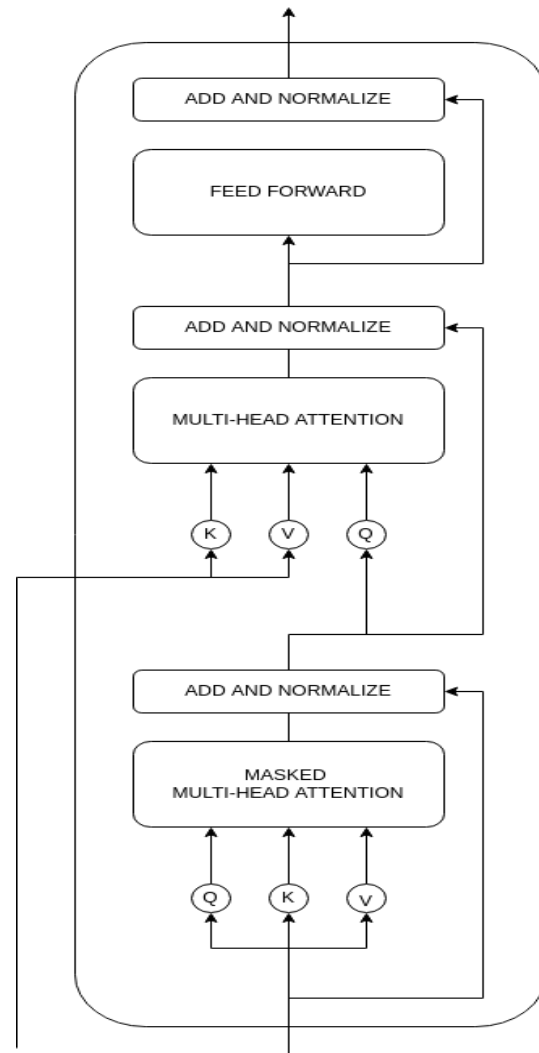 ADD AND NORMALIZE
FEED FORWARD
ADD AND NORMALIZE
MULTI-HEAD ATTENTION
K V Q
ADD AND NORMALIZE
MASKED
MULTI-HEAD ATTENTION
Q K V